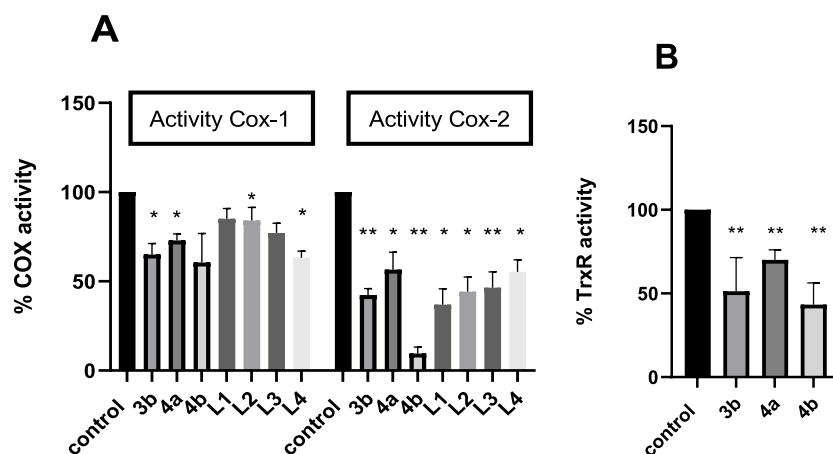 A
Activity Cox-1
Activity Cox-2
% COX activity
150
100
50
0
* * * *
** * ** * * ** *
control 3b 4a 4b L1 L2 L3 L4
control 3b 4a 4b L1 L2 L3 L4
B
% TrxR activity
150
100
50
0
** ** **
control 3b 4a 4b